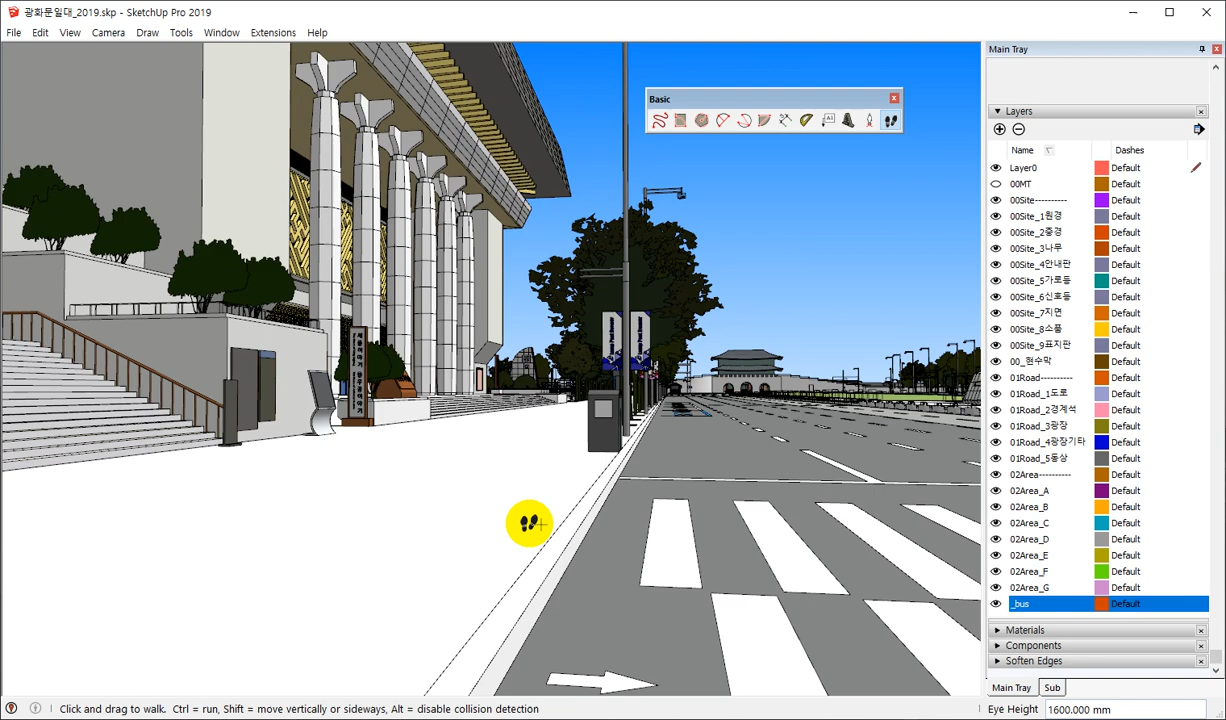 광화문일대_2019.skp - SketchUp Pro 2019
File Edit View Camera Draw Tools Window Extensions Help
Main Tray
Basic
Layers
Name Dashes
Layer0 Default
00MT Default
00Site---------- Default
00Site_1원경 Default
00Site_2중경 Default
00Site_3나무 Default
00Site_4안내판 Default
00Site_5가로등 Default
00Site_6신호등 Default
00Site_7지면 Default
00Site_8소품 Default
00Site_9표지판 Default
00_현수막 Default
01Road---------- Default
01Road_1도로 Default
01Road_2경계석 Default
01Road_3광장 Default
01Road_4광장기타 Default
01Road_5동상 Default
02Area---------- Default
02Area_A Default
02Area_B Default
02Area_C Default
02Area_D Default
02Area_E Default
02Area_F Default
02Area_G Default
_bus Default
Materials
Components
Soften Edges
Main Tray Sub
Click and drag to walk. Ctrl = run, Shift = move vertically or sideways, Alt = disable collision detection
Eye Height 1600.000 mm